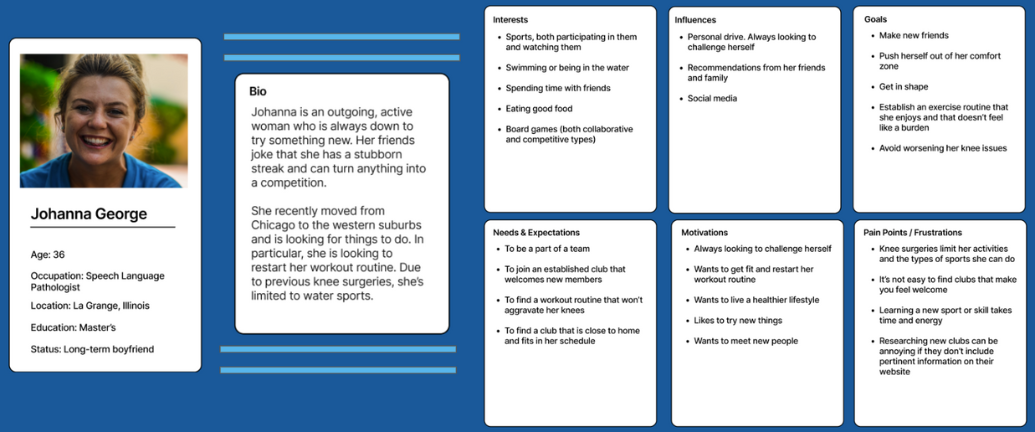 Johanna George
Age: 36
Occupation: Speech Language
Pathologist
Location: La Grange, Illinois
Education: Master's
Status: Long-term boyfriend
Bio
Johanna is an outgoing, active
woman who is always down to
try something new. Her friends
joke that she has a stubborn
streak and can turn anything into
a competition.
She recently moved from
Chicago to the western suburbs
and is looking for things to do. In
particular, she is looking to
restart her workout routine. Due
to previous knee surgeries, she's
limited to water sports.
Interests
• Sports, both participating in them
and watching them
• Swimming or being in the water
• Spending time with friends
• Eating good food
• Board games (both collaborative
and competitive types)
Influences
• Personal drive. Always looking to
challenge herself
• Recommendations from her friends
and family
• Social media
Goals
• Make new friends
• Push herself out of her comfort
zone
• Get in shape
• Establish an exercise routine that
she enjoys and that doesn't feel
like a burden
• Avoid worsening her knee issues
Needs & Expectations
• To be a part of a team
• To join an established club that
welcomes new members
• To find a workout routine that won't
aggravate her knees
• To find a club that is close to home
and fits in her schedule
Motivations
• Always looking to challenge herself
• Wants to get fit and restart her
workout routine
• Wants to live a healthier lifestyle
• Likes to try new things
• Wants to meet new people
Pain Points / Frustrations
• Knee surgeries limit her activities
and the types of sports she can do
• It's not easy to find clubs that make
you feel welcome
• Learning a new sport or skill takes
time and energy
• Researching new clubs can be
annoying if they don't include
pertinent information on their
website